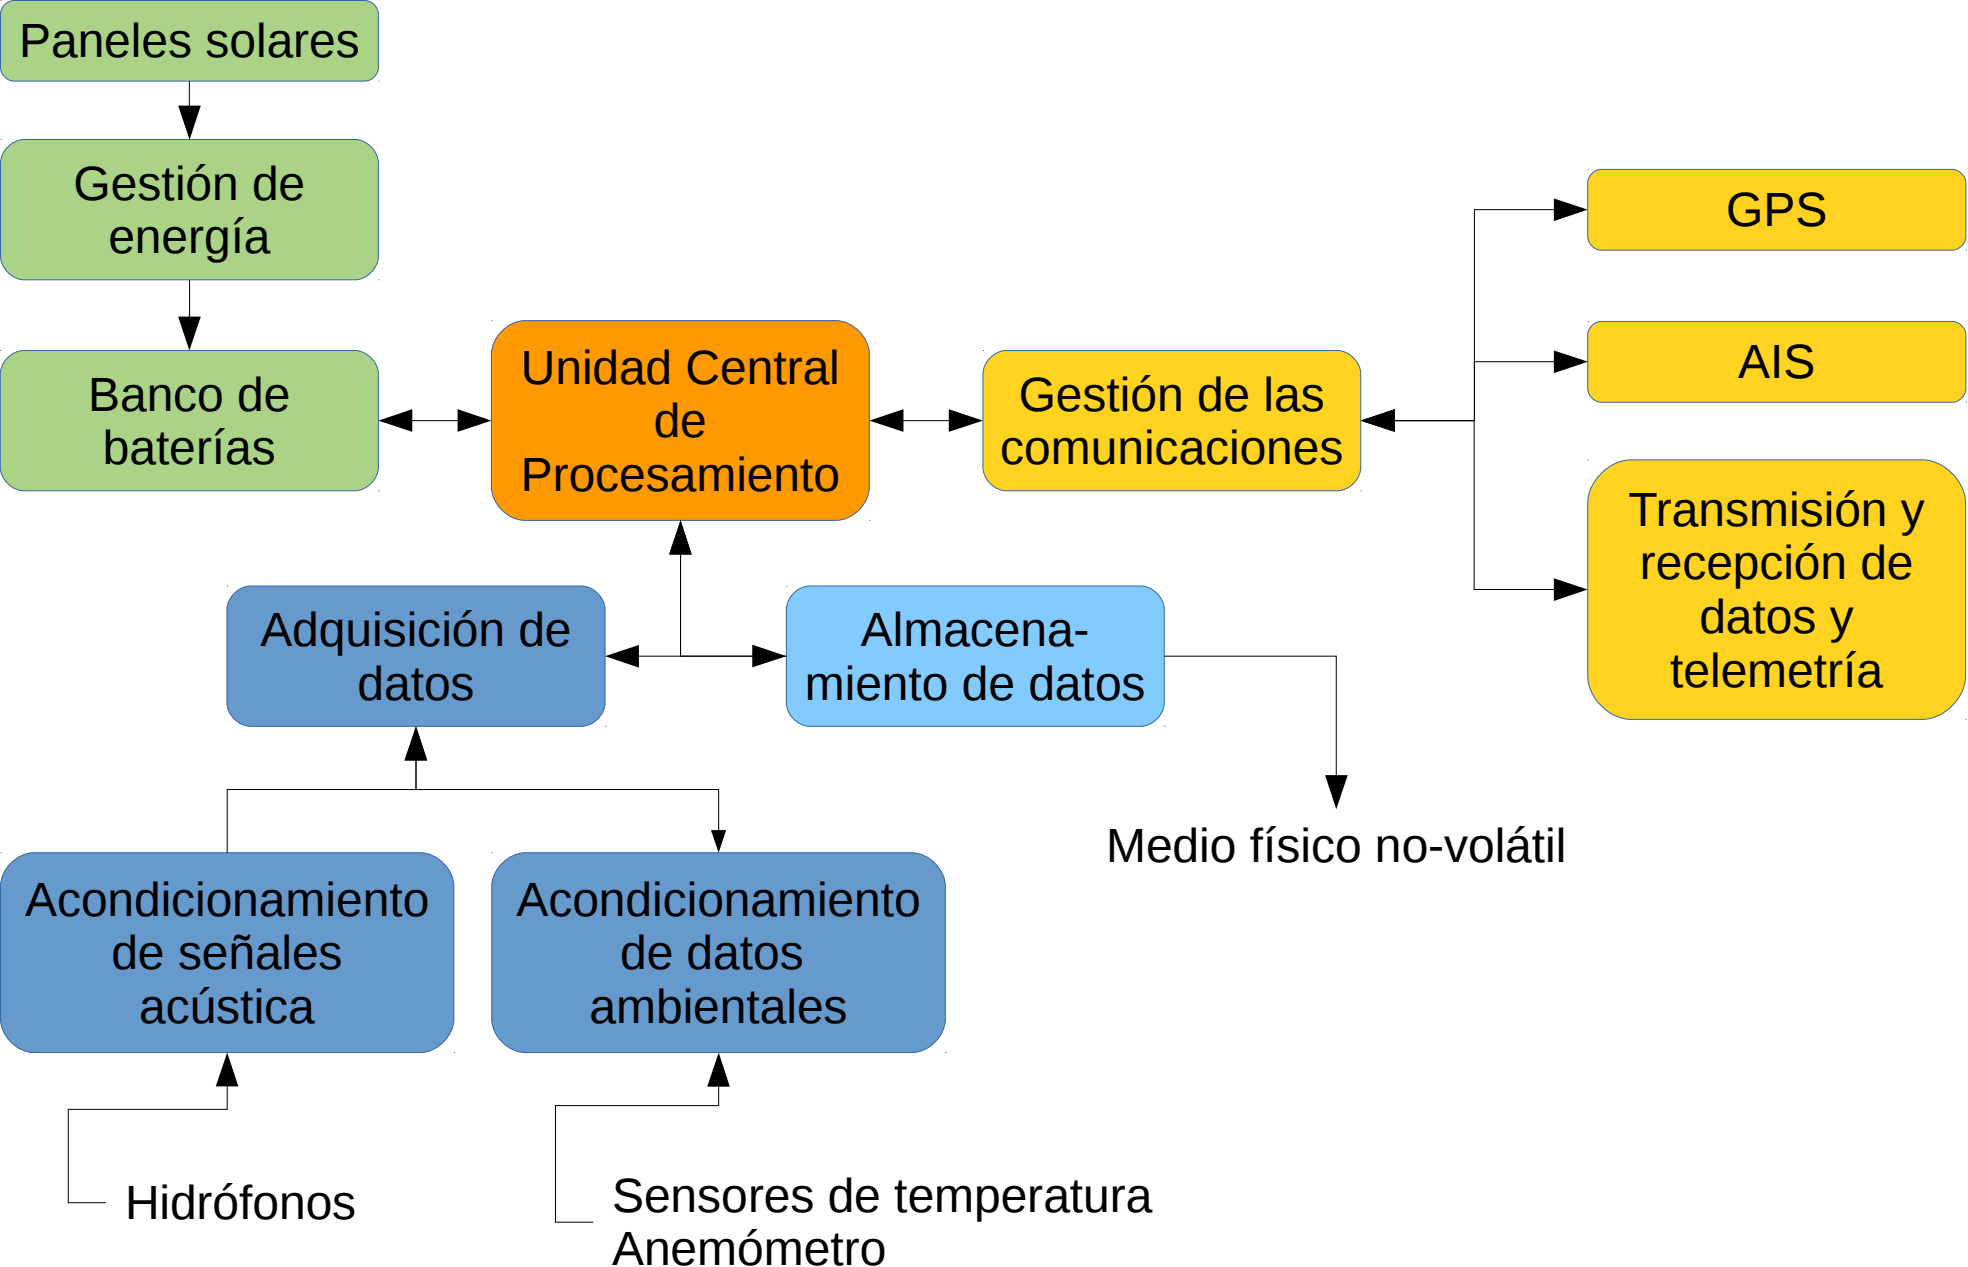 Paneles solares
Gestión de
energía
Banco de
baterías
Unidad Central
de
Procesamiento
Gestión de las
comunicaciones
GPS
AIS
Transmisión y
recepción de
datos y
telemetría
Adquisición de
datos
Almacena-
miento de datos
Medio físico no-volátil
Acondicionamiento
de señales
acústica
Acondicionamiento
de datos
ambientales
Hidrófonos
Sensores de temperatura
Anemómetro